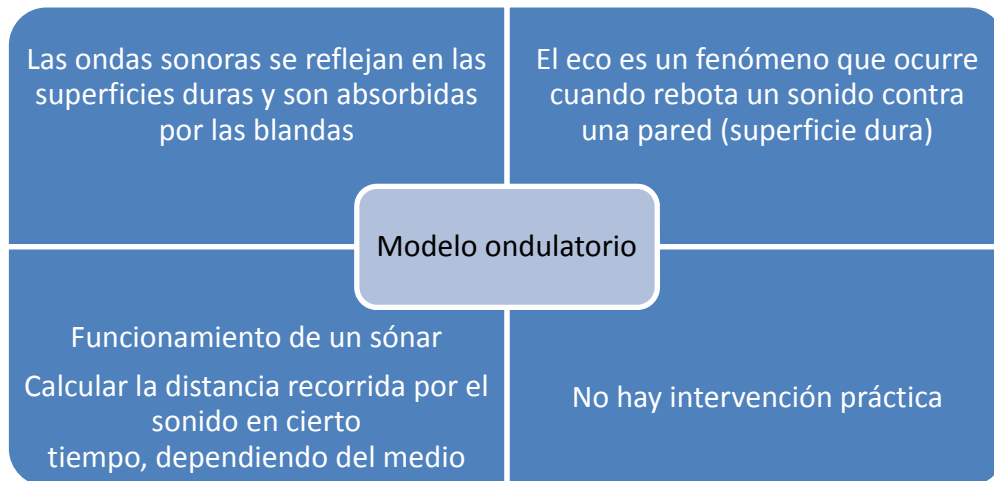 Las ondas sonoras se reflejan en las
superficies duras y son absorbidas
por las blandas
El eco es un fenómeno que ocurre
cuando rebota un sonido contra
una pared (superficie dura)
Modelo ondulatorio
Funcionamiento de un sónar
Calcular la distancia recorrida por el
sonido en cierto
tiempo, dependiendo del medio
No hay intervención práctica